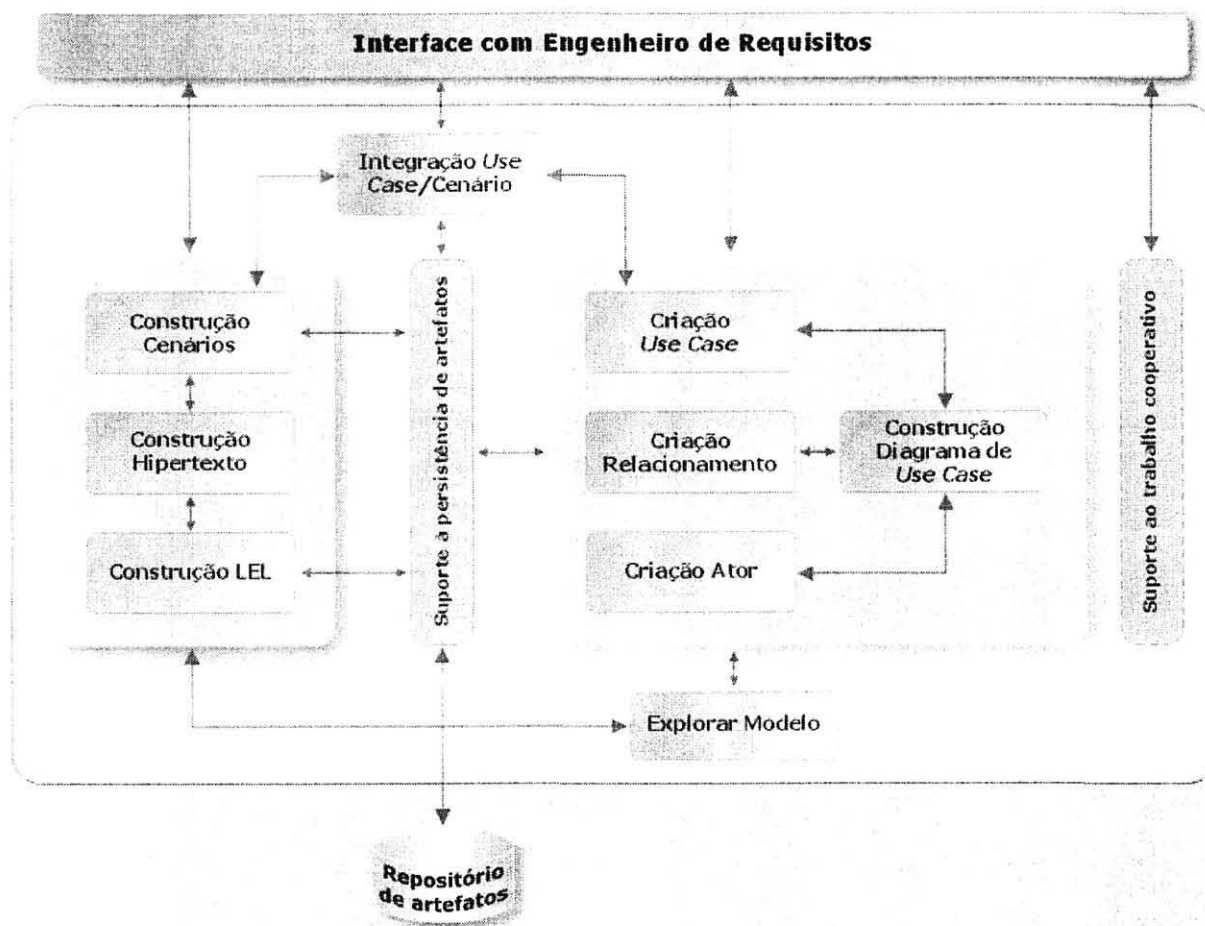 Interface com Engenheiro de Requisitos
Integração Use
Case/Cenário
Construção
Cenários
Construção
Hipertexto
Construção LEL
Suporte à persistência de artefatos
Criação
Use Case
Criação
Relacionamento
Criação Ator
Construção
Diagrama de
Use Case
Suporte ao trabalho cooperativo
Explorar Modelo
Repositório
de artefatos